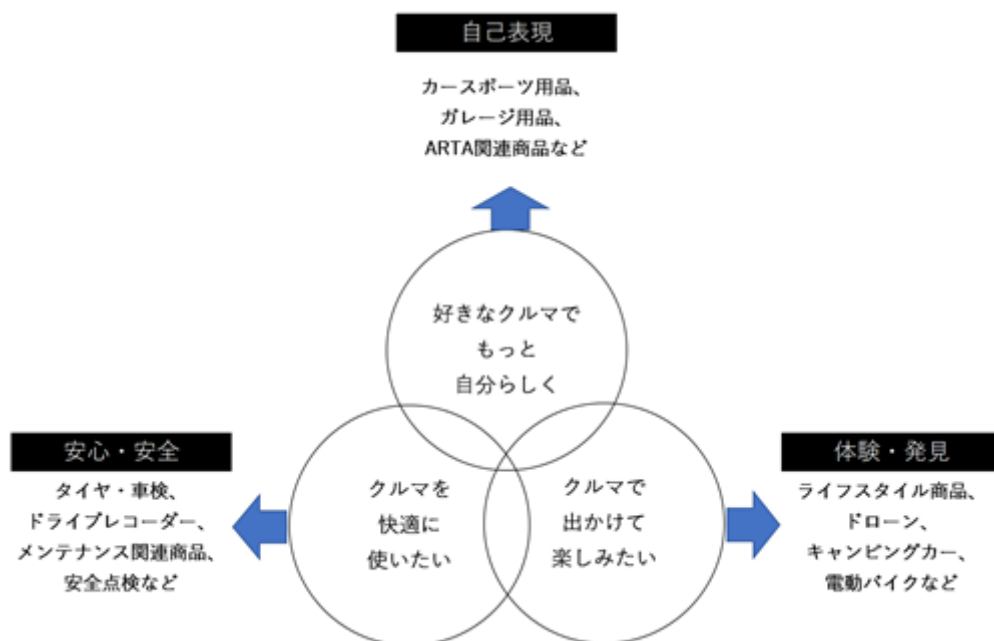 自己表現
カースポーツ用品、
ガレージ用品、
ARTA関連商品など
好きなクルマで
もっと
自分らしく
安心・安全
タイヤ・車検、
ドライブレコーダー、
メンテナンス関連商品、
安全点検など
クルマを
快適に
使いたい
クルマで
出かけて
楽しみたい
体験・発見
ライフスタイル商品、
ドローン、
キャンピングカー、
電動バイクなど